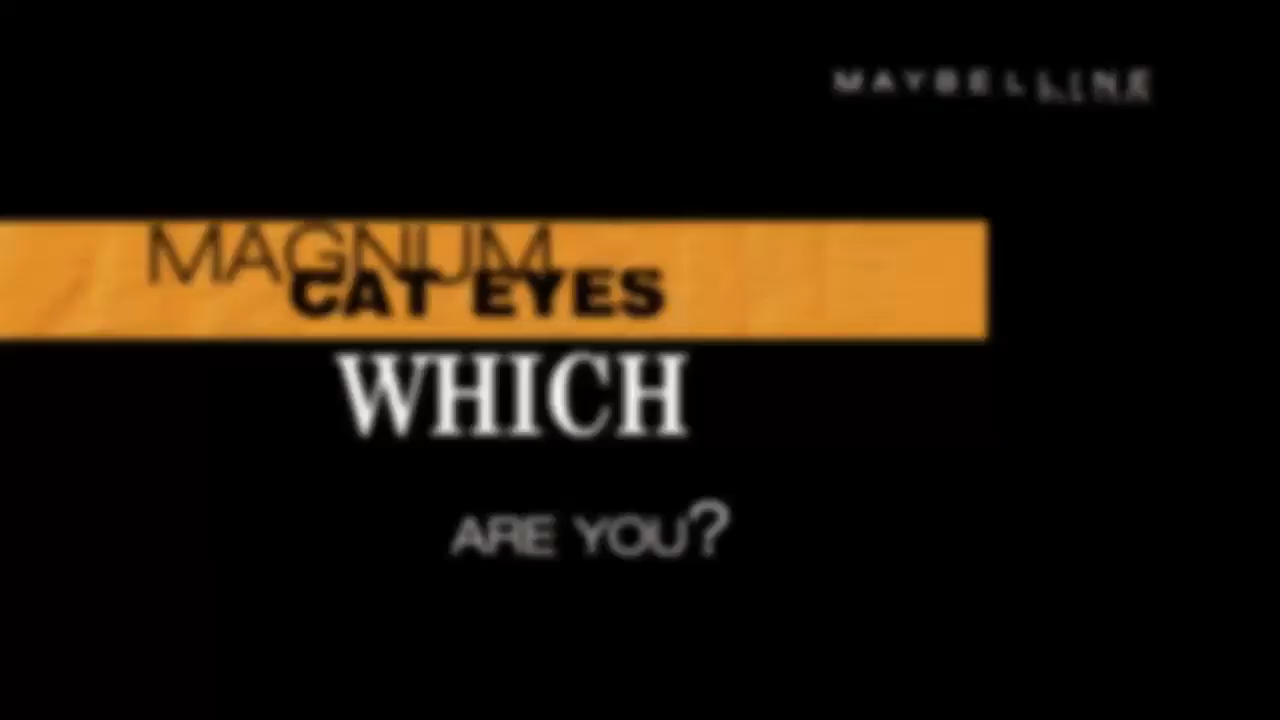 MAYBELLINE
MAGNUM
CAT EYES
WHICH
ARE YOU?